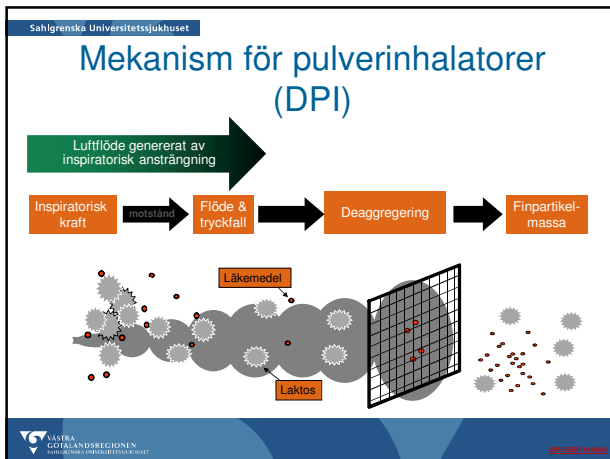 Sahlgrenska Universitetssjukhuset
Mekanism för pulverinhalatorer
(DPI)
Luftflöde genererat av
inspiratorisk ansträngning
Inspiratorisk
kraft
motstånd
Flöde &
tryckfall
Deaggregering
Finpartikel-
massa
Läkemedel
Laktos
VÄSTRA
GÖTALANDSREGIONEN
SAHLGRENSKA UNIVERSITETSSJUKHUSET